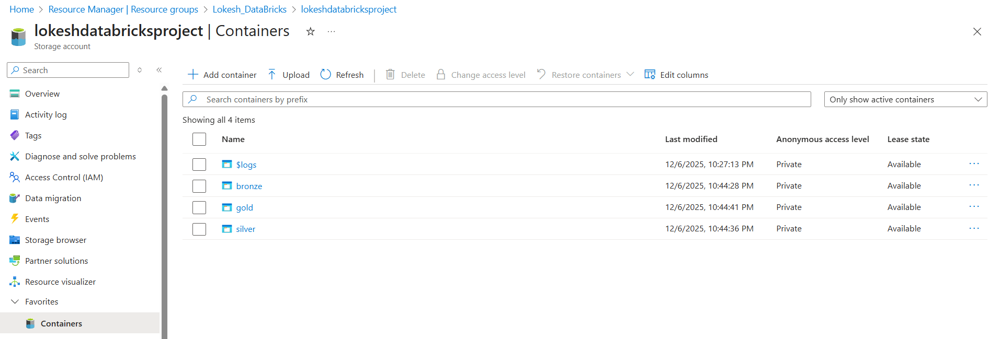 Home > Resource Manager | Resource groups > Lokesh_DataBricks > lokeshdatabricksproject
lokeshdatabricksproject | Containers
Storage account
Search
Overview
Activity log
Tags
Diagnose and solve problems
Access Control (IAM)
Data migration
Events
Storage browser
Partner solutions
Resource visualizer
Favorites
Containers
Add container Upload Refresh Delete Change access level Restore containers Edit columns
Search containers by prefix Only show active containers
Showing all 4 items
Name Last modified Anonymous access level Lease state
$logs 12/6/2025, 10:27:13 PM Private Available
bronze 12/6/2025, 10:44:28 PM Private Available
gold 12/6/2025, 10:44:41 PM Private Available
silver 12/6/2025, 10:44:36 PM Private Available